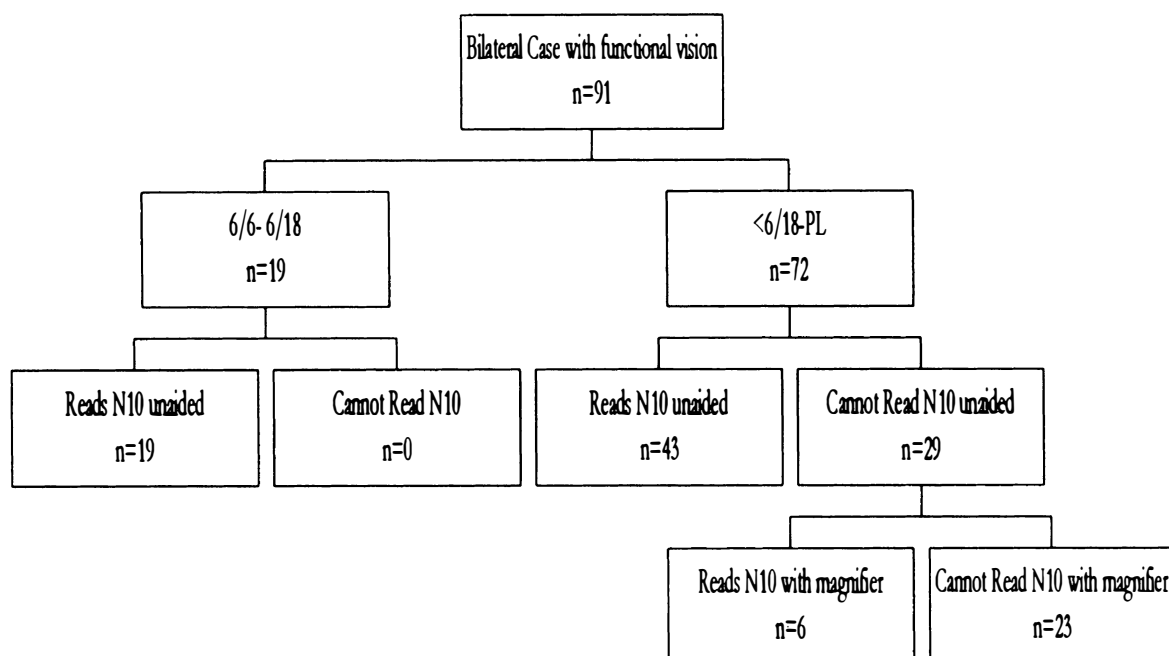 Bilateral Case with functional vision
n=91
6/6- 6/18
n=19
<6/18-PL
n=72
Reads N10 unaided
n=19
Cannot Read N10
n=0
Reads N10 unaided
n=43
Cannot Read N10 unaided
n=29
Reads N10 with magnifier
n=6
Cannot Read N10 with magnifier
n=23